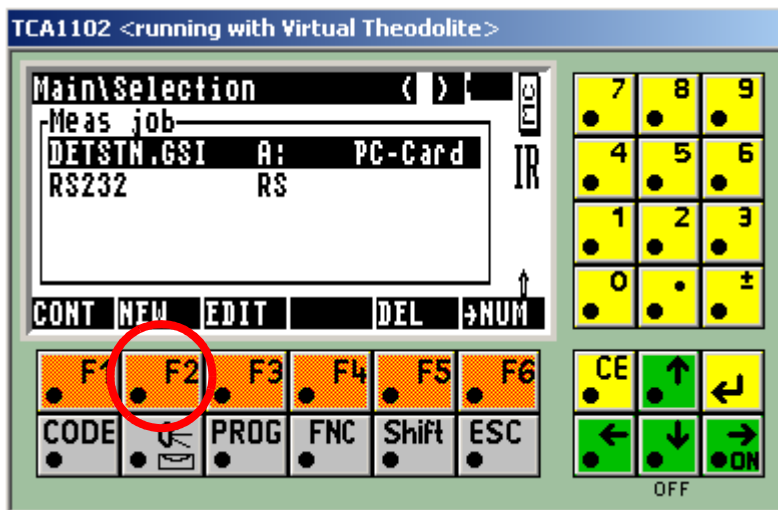 TCA1102 <running with Virtual Theodolite>
Main\Selection ( ) MC
Meas job
DETSTN.GSI A: PC-Card IR
RS232 RS
CONT NEW EDIT DEL →NUM
F1 F2 F3 F4 F5 F6
CODE PROG FNC Shift ESC
7 8 9
4 5 6
1 2 3
0 . ±
CE ↑ ↵
← ↓ → ON
OFF